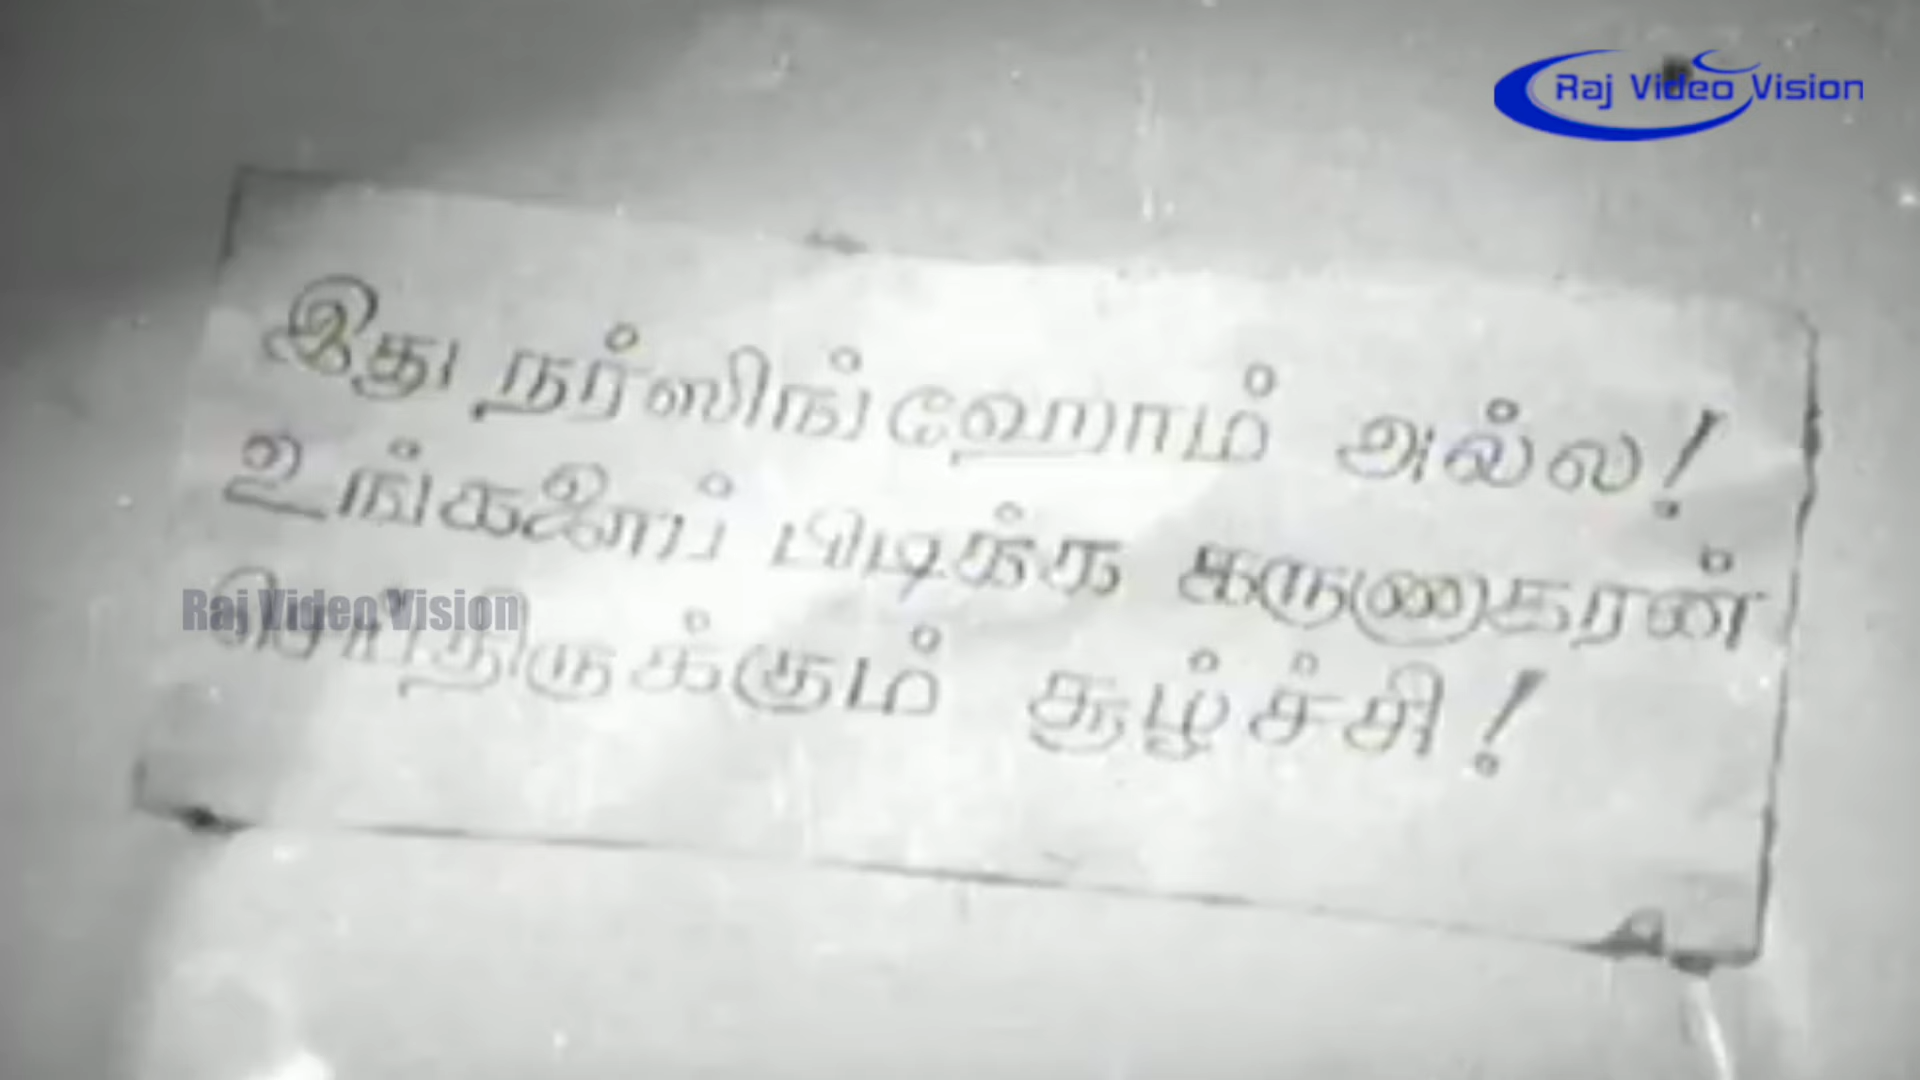 Raj Video Vision
இது நர்ஸிங்ஹோம் அல்ல!
உங்களைப் பிடிக்க கருணாகரன்
Raj Video Vision
செய்திருக்கும் சூழ்ச்சி!